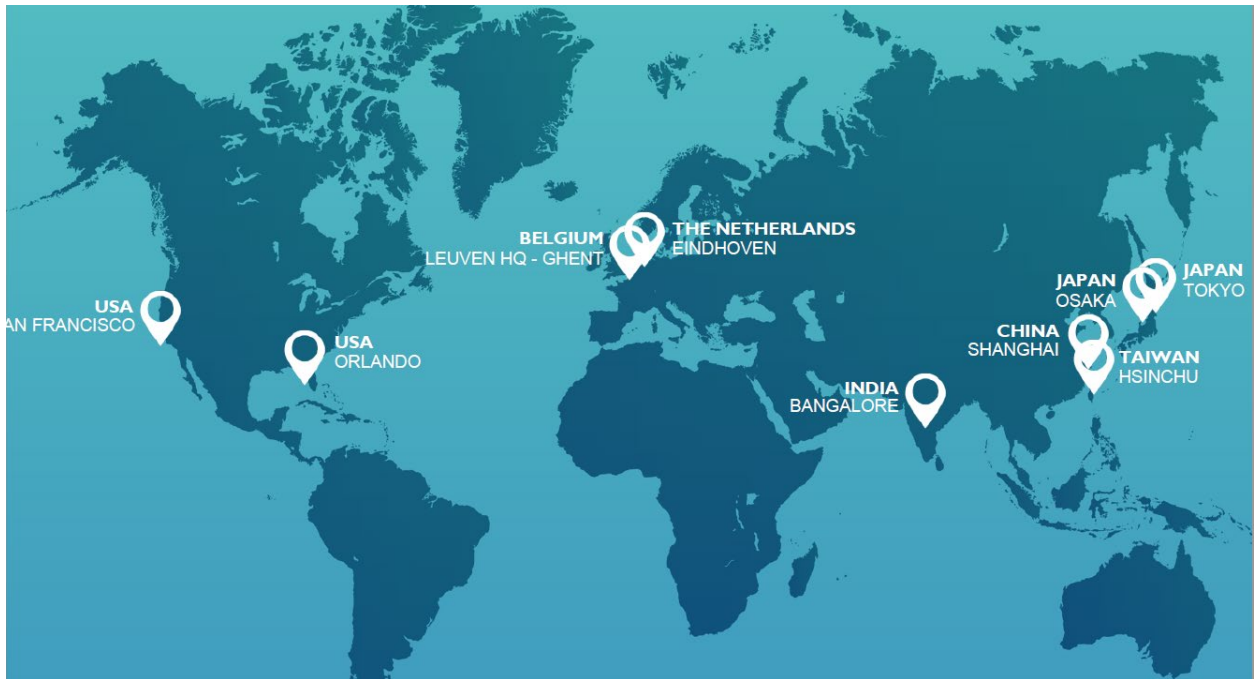 BELGIUM
LEUVEN HQ - GHENT
THE NETHERLANDS
EINDHOVEN
USA
AN FRANCISCO
USA
ORLANDO
JAPAN
OSAKA
JAPAN
TOKYO
CHINA
SHANGHAI
TAIWAN
HSINCHU
INDIA
BANGALORE